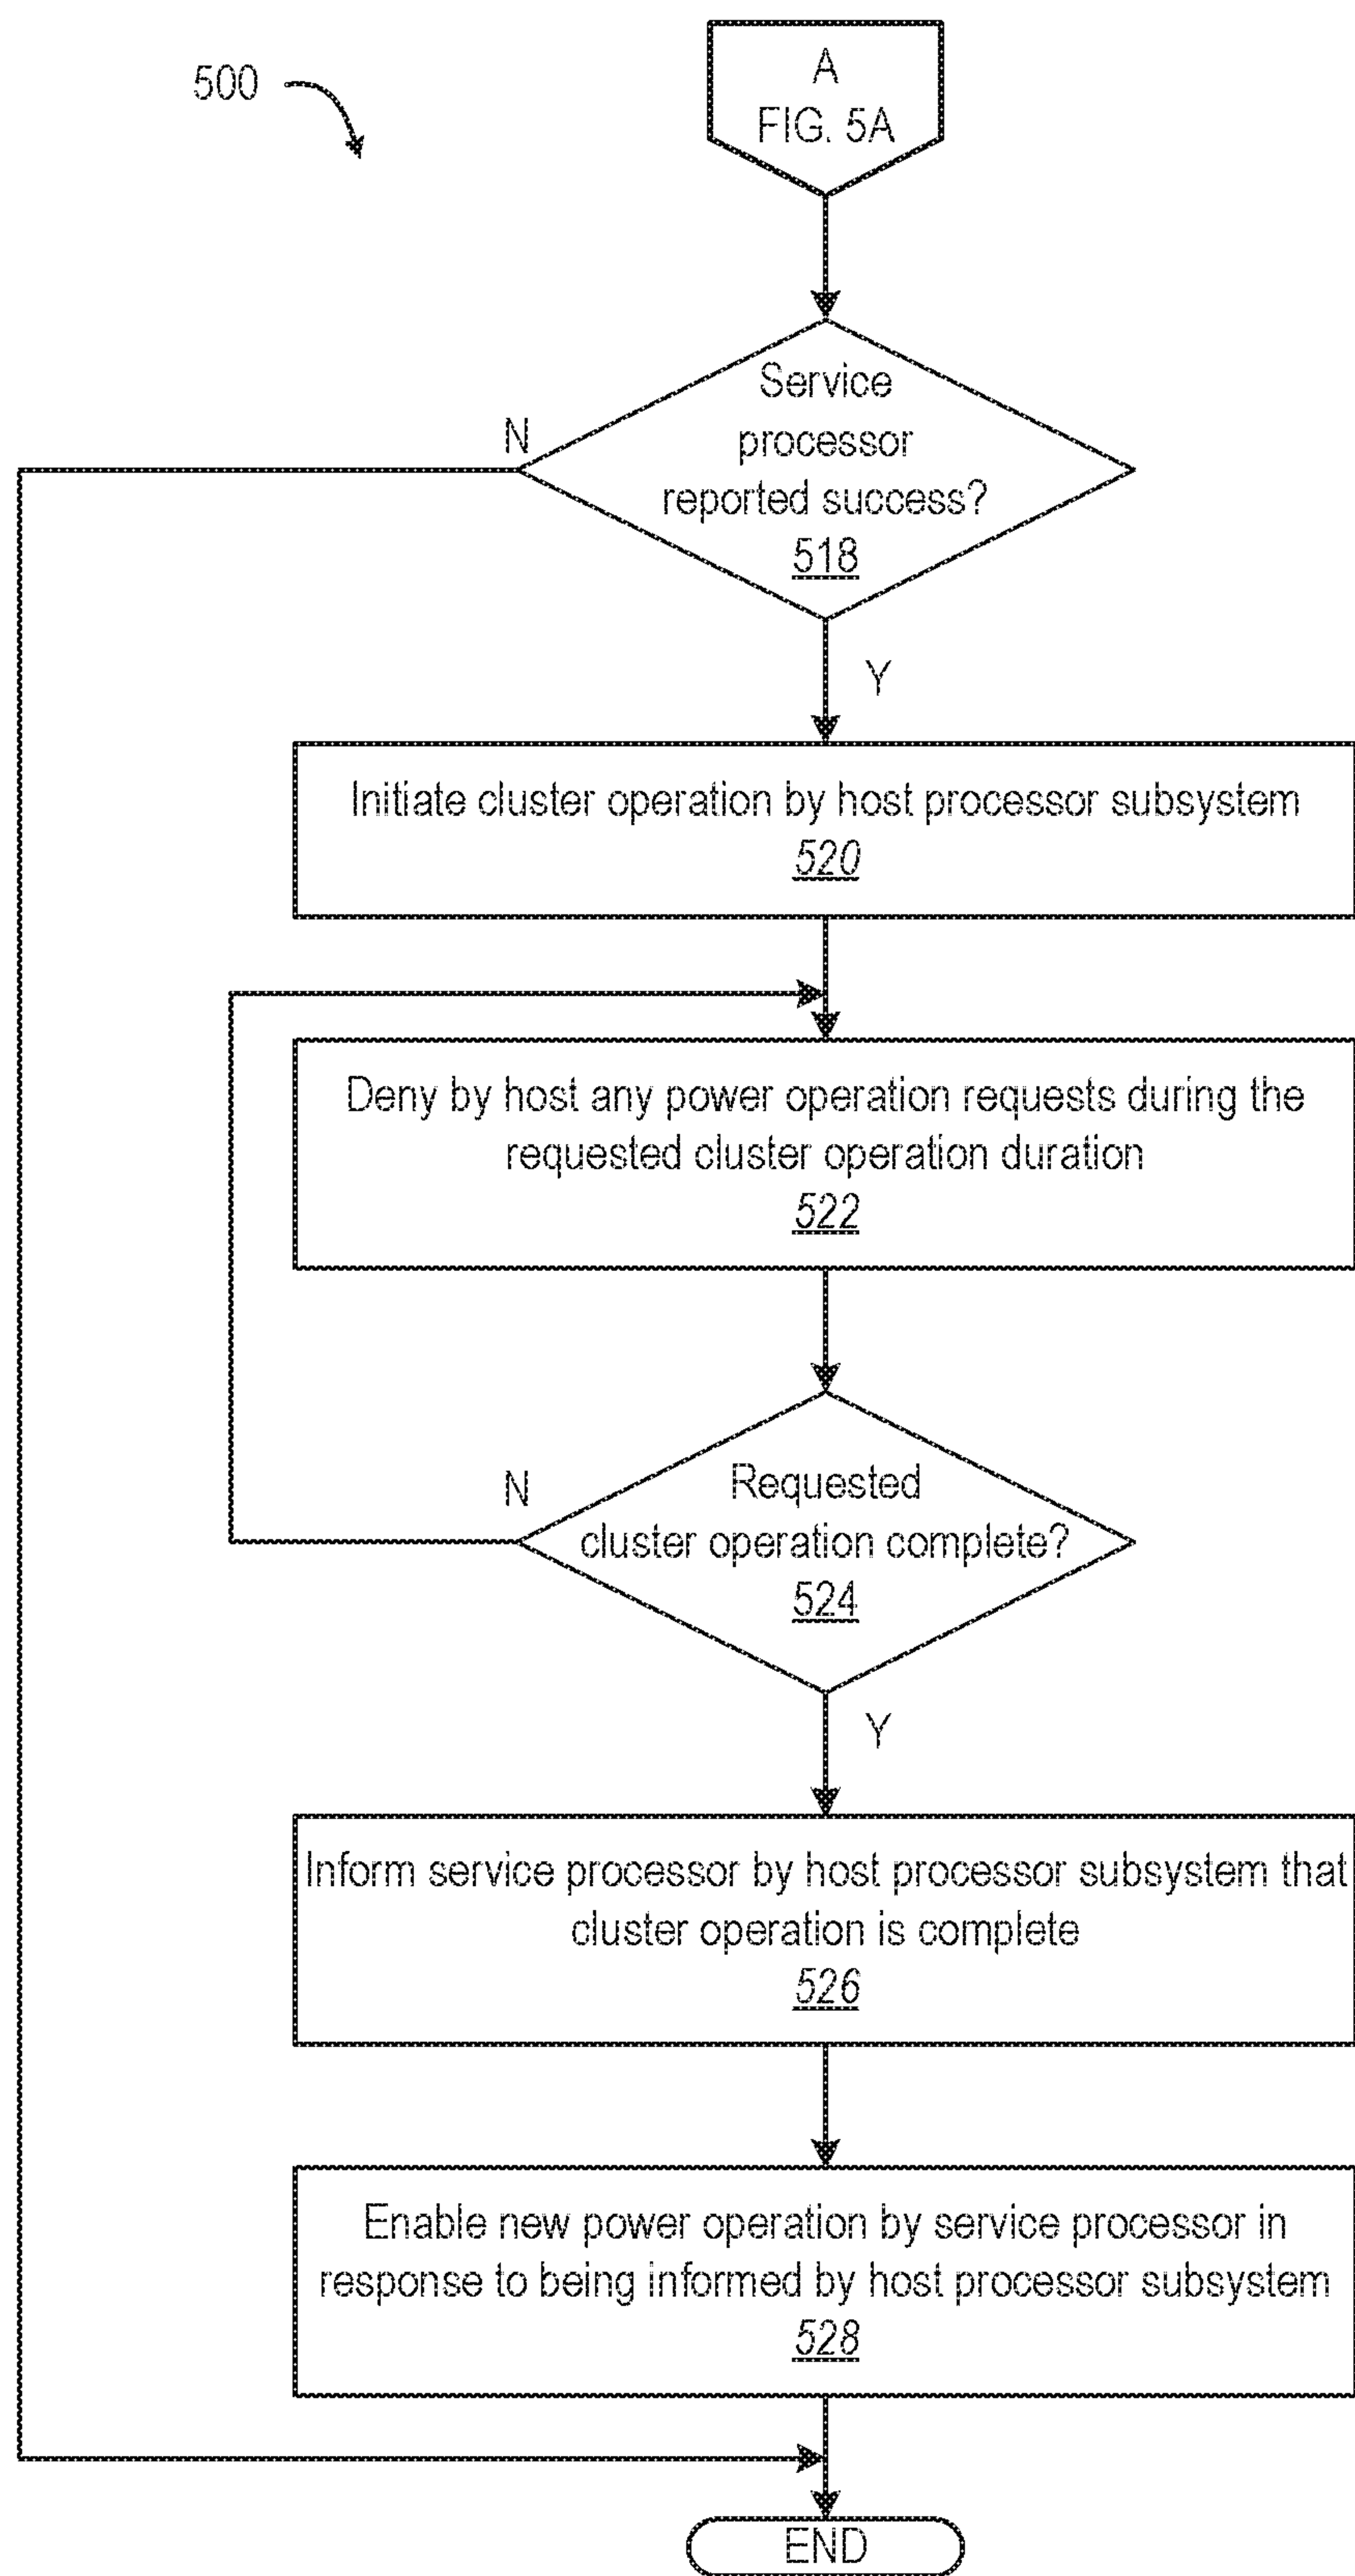 500
A
FIG. 5A
Service
processor
reported success?
518
N
Y
Initiate cluster operation by host processor subsystem
520
Deny by host any power operation requests during the
requested cluster operation duration
522
N
Requested
cluster operation complete?
524
Y
Inform service processor by host processor subsystem that
cluster operation is complete
526
Enable new power operation by service processor in
response to being informed by host processor subsystem
528
END